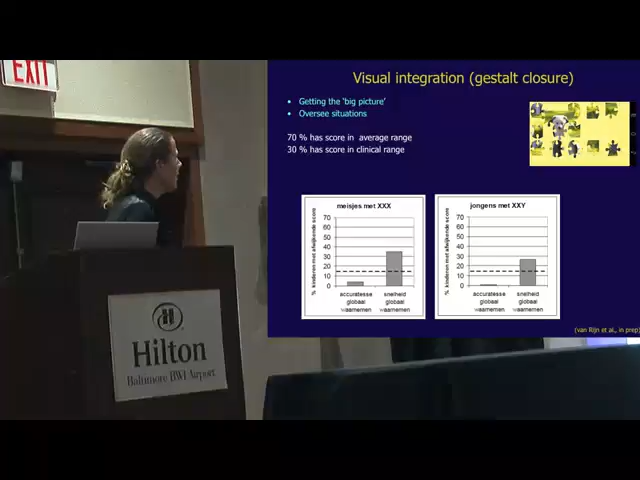 EXIT
Visual integration (gestalt closure)
• Getting the 'big picture'
• Oversee situations
70 % has score in average range
30 % has score in clinical range
meisjes met XXX
% kinderen met afwijkende score
70
60
50
40
30
20
10
0
accuratesse globaal waarnemen
snelheid globaal waarnemen
jongens met XXY
% kinderen met afwijkende score
70
60
50
40
30
20
10
0
accuratesse globaal waarnemen
snelheid globaal waarnemen
(van Rijn et al., in prep)
Hilton
Baltimore BWI Airport